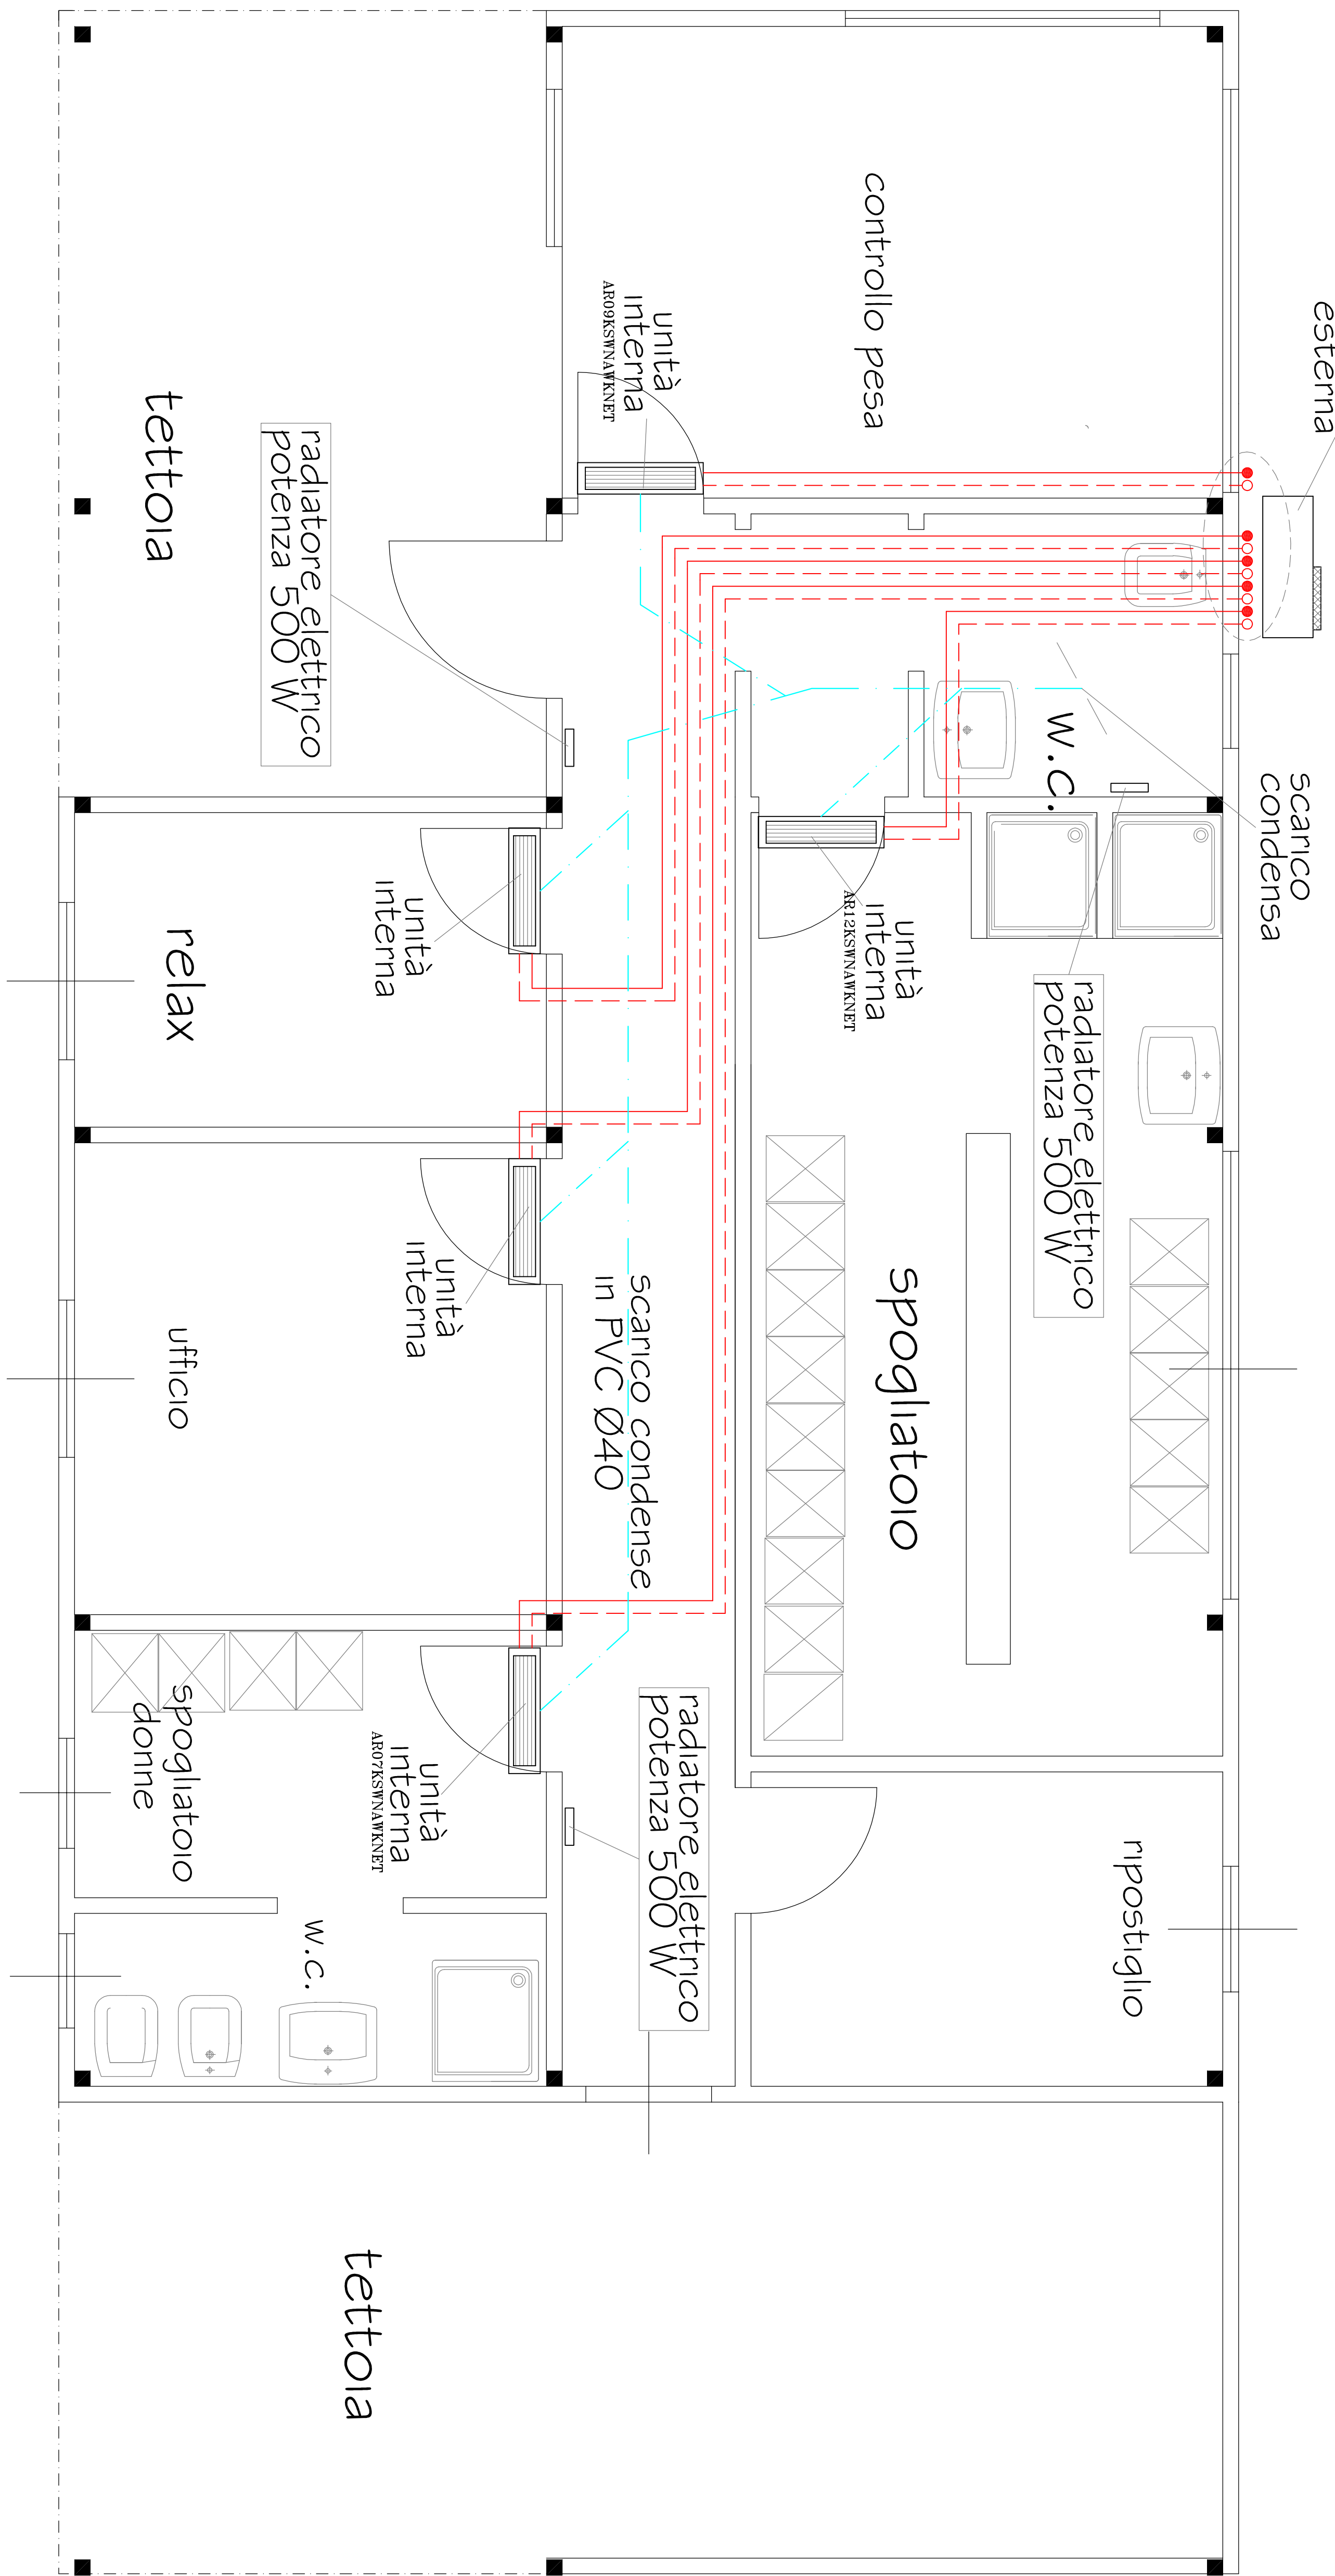 esterna
scarico
condensa
controllo pesa
w.c.
radiatore elettrico
potenza 500 W
ripostiglio
unità
interna
AR12KSWNAWKNET
spogliatoio
unità
interna
AR09KSWNAWKNET
scarico condense
in PVC Ø40
radiatore elettrico
potenza 500 W
radiatore elettrico
potenza 500 W
unità
interna
unità
interna
unità
interna
AR07KSWNAWKNET
tettoia
relax
ufficio
spogliatoio
donne
w.c.
tettoia